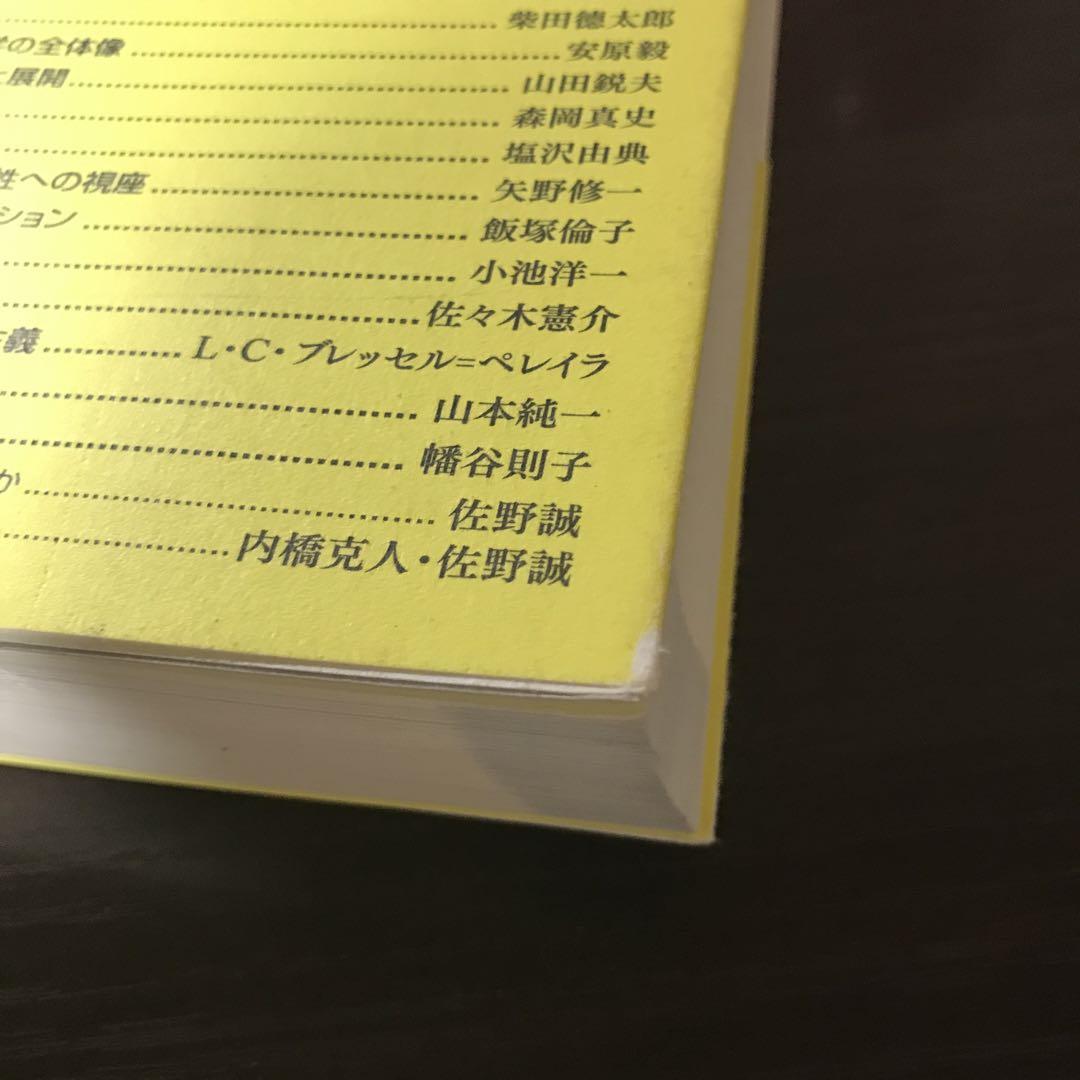 柴田德太郎
の全体像 安原毅
展開 山田鋭夫
森岡真史
塩沢由典
性への視座 矢野修一
ション 飯塚倫子
小池洋一
佐々木憲介
義 L・C・ブレッセル=ペレイラ
山本純一
幡谷則子
か 佐野誠
内橋克人・佐野誠